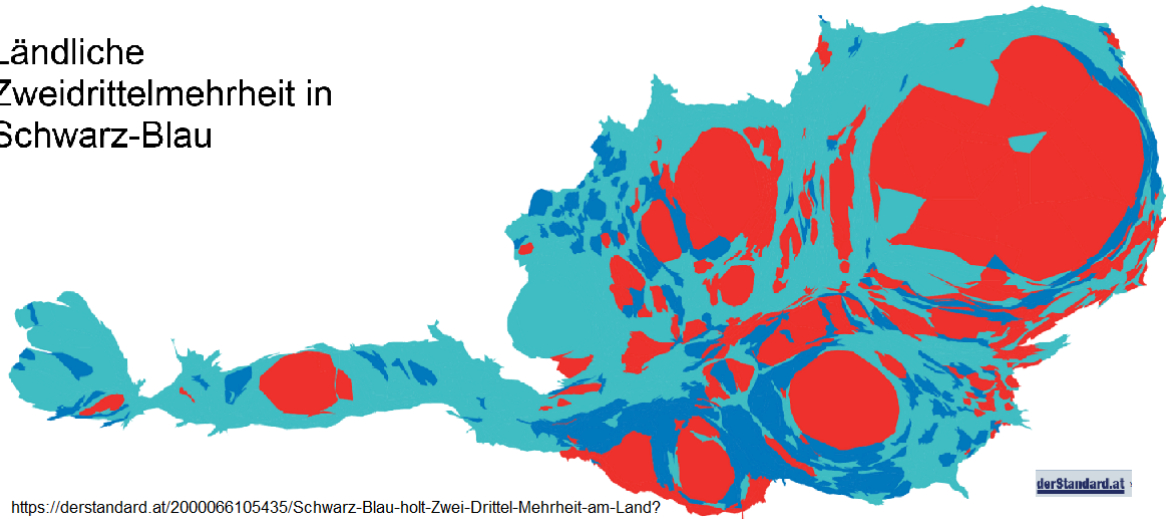 Ländliche
Zweidrittelmehrheit in
Schwarz-Blau
https://derstandard.at/2000066105435/Schwarz-Blau-holt-Zwei-Drittel-Mehrheit-am-Land?
derStandard.at